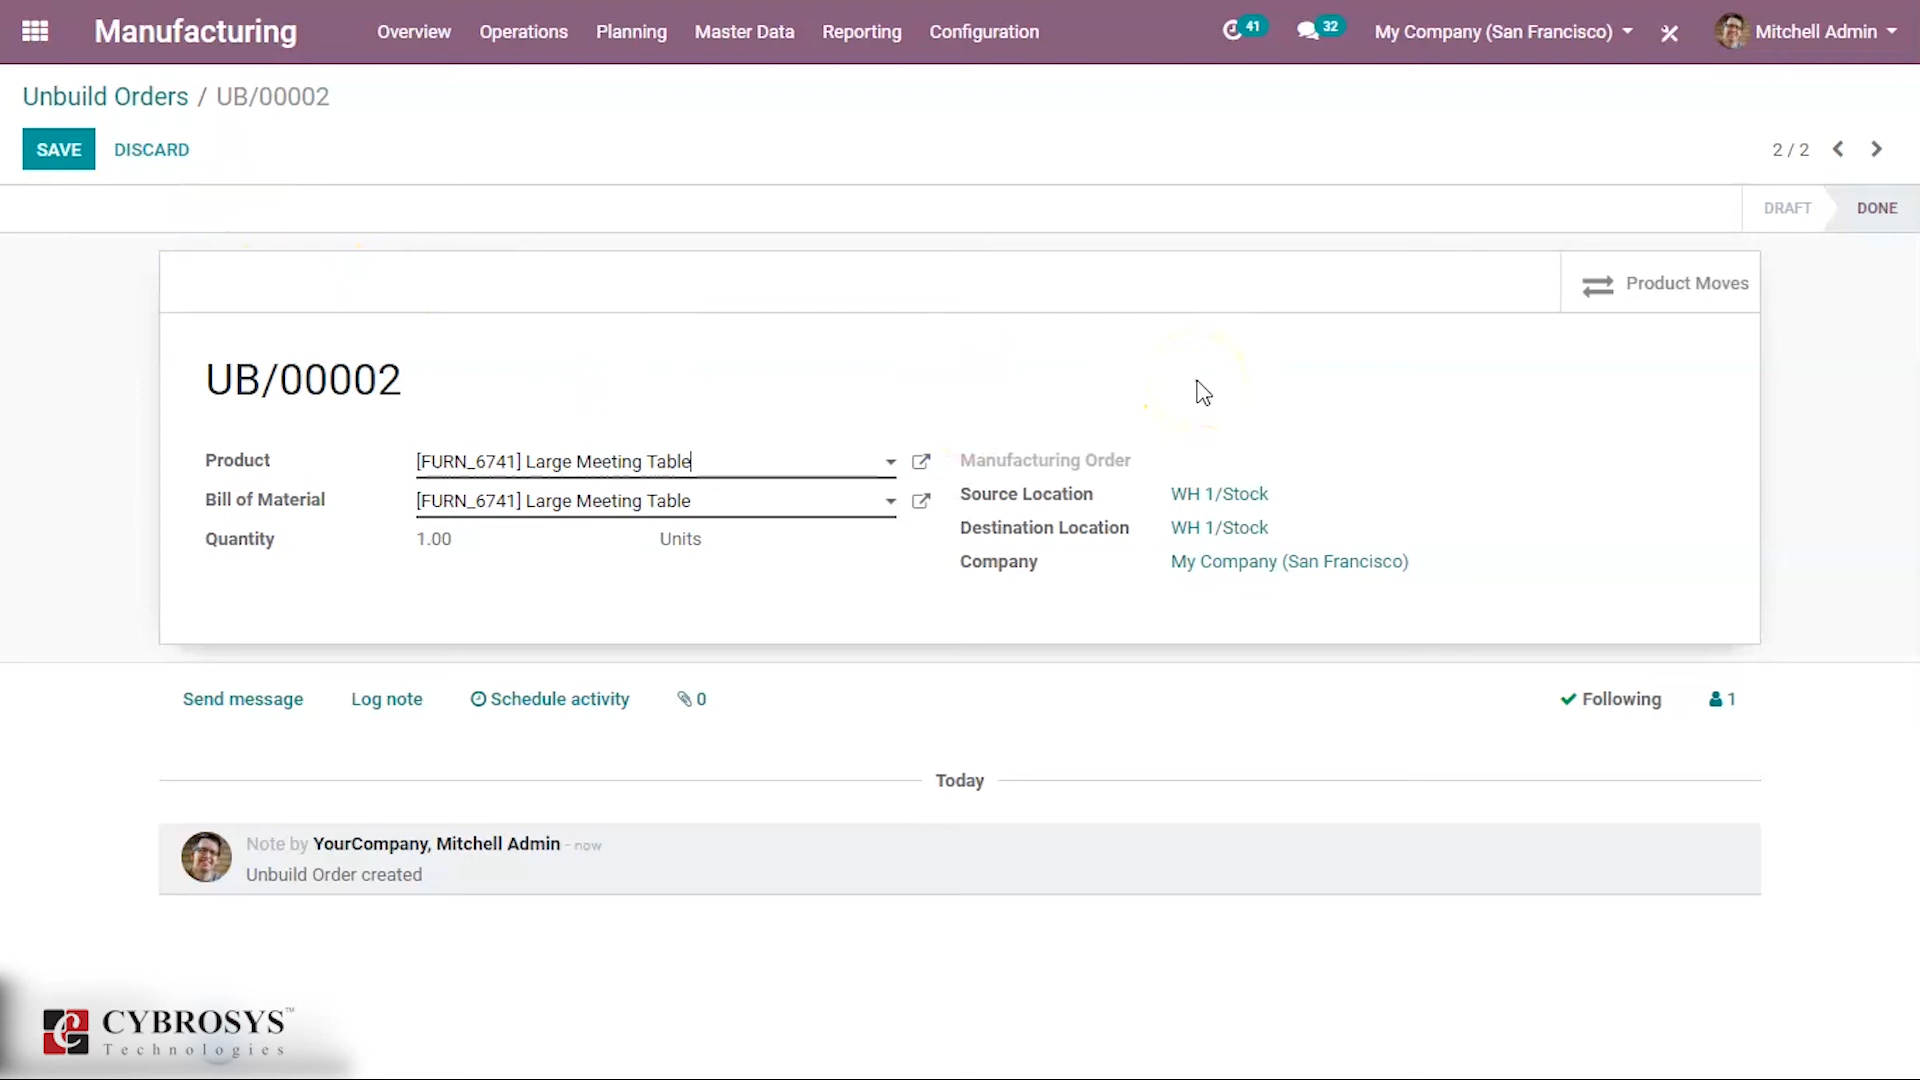 Manufacturing
Overview Operations Planning Master Data Reporting Configuration 41 32 My Company (San Francisco) Mitchell Admin
Unbuild Orders / UB/00002
SAVE DISCARD 2 / 2
DRAFT DONE
Product Moves
UB/00002
Product [FURN_6741] Large Meeting Table
Bill of Material [FURN_6741] Large Meeting Table
Quantity 1.00 Units
Manufacturing Order
Source Location WH 1/Stock
Destination Location WH 1/Stock
Company My Company (San Francisco)
Send message Log note Schedule activity 0 Following 1
Today
Note by YourCompany, Mitchell Admin - now
Unbuild Order created
CYBROSYS™
Technologies